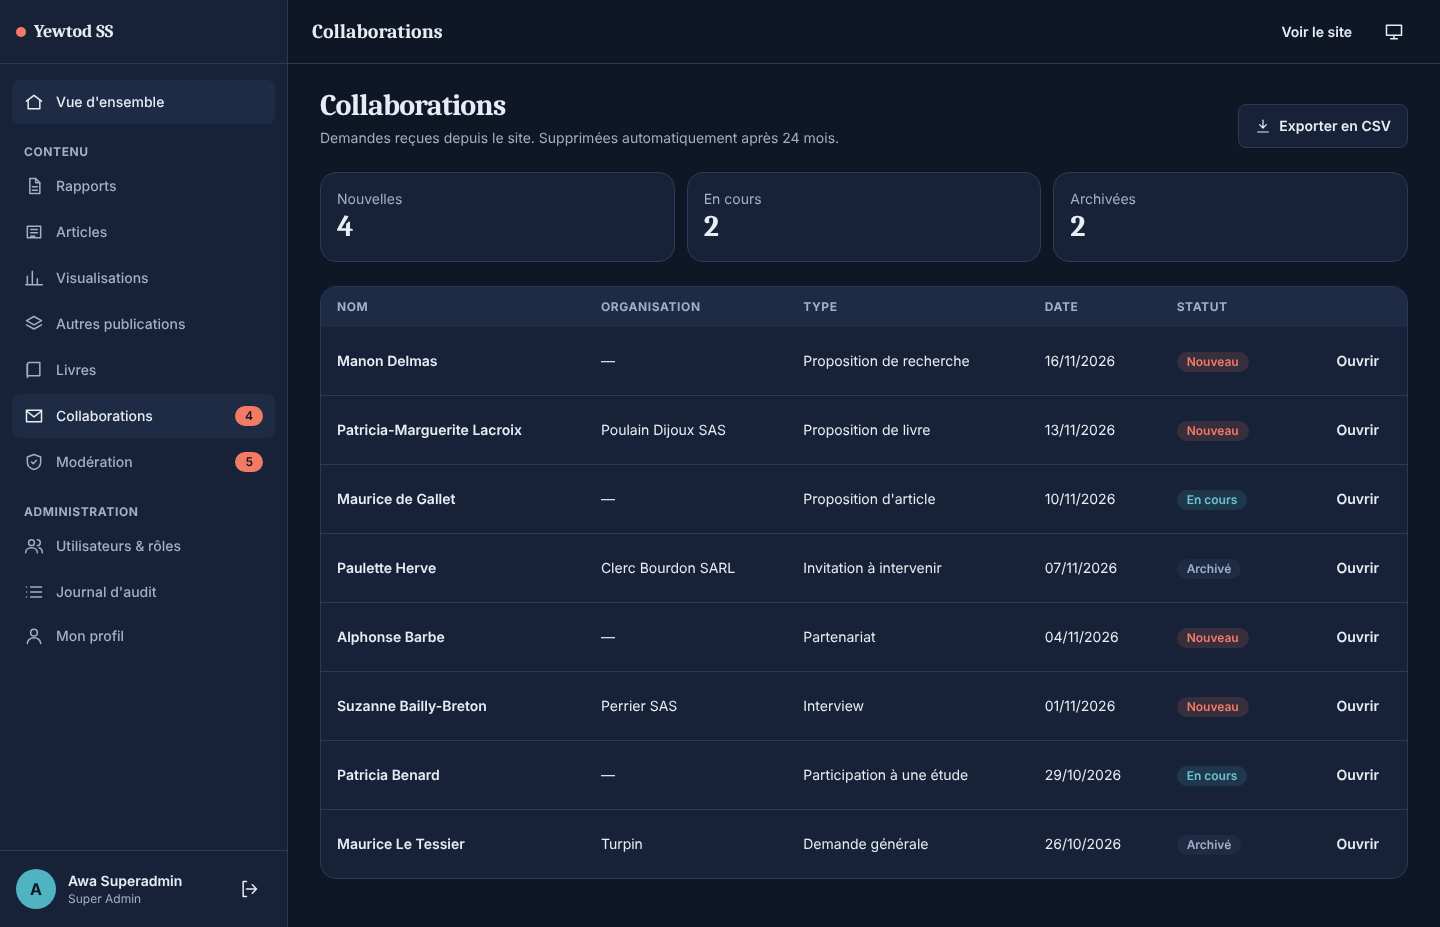 Yewtod SS
Collaborations
Voir le site
Vue d'ensemble
CONTENU
Rapports
Articles
Visualisations
Autres publications
Livres
Collaborations 4
Modération 5
ADMINISTRATION
Utilisateurs & rôles
Journal d'audit
Mon profil
A
Awa Superadmin
Super Admin
Collaborations
Demandes reçues depuis le site. Supprimées automatiquement après 24 mois.
Exporter en CSV
Nouvelles
4
En cours
2
Archivées
2
NOM ORGANISATION TYPE DATE STATUT
Manon Delmas — Proposition de recherche 16/11/2026 Nouveau Ouvrir
Patricia-Marguerite Lacroix Poulain Dijoux SAS Proposition de livre 13/11/2026 Nouveau Ouvrir
Maurice de Gallet — Proposition d'article 10/11/2026 En cours Ouvrir
Paulette Herve Clerc Bourdon SARL Invitation à intervenir 07/11/2026 Archivé Ouvrir
Alphonse Barbe — Partenariat 04/11/2026 Nouveau Ouvrir
Suzanne Bailly-Breton Perrier SAS Interview 01/11/2026 Nouveau Ouvrir
Patricia Benard — Participation à une étude 29/10/2026 En cours Ouvrir
Maurice Le Tessier Turpin Demande générale 26/10/2026 Archivé Ouvrir